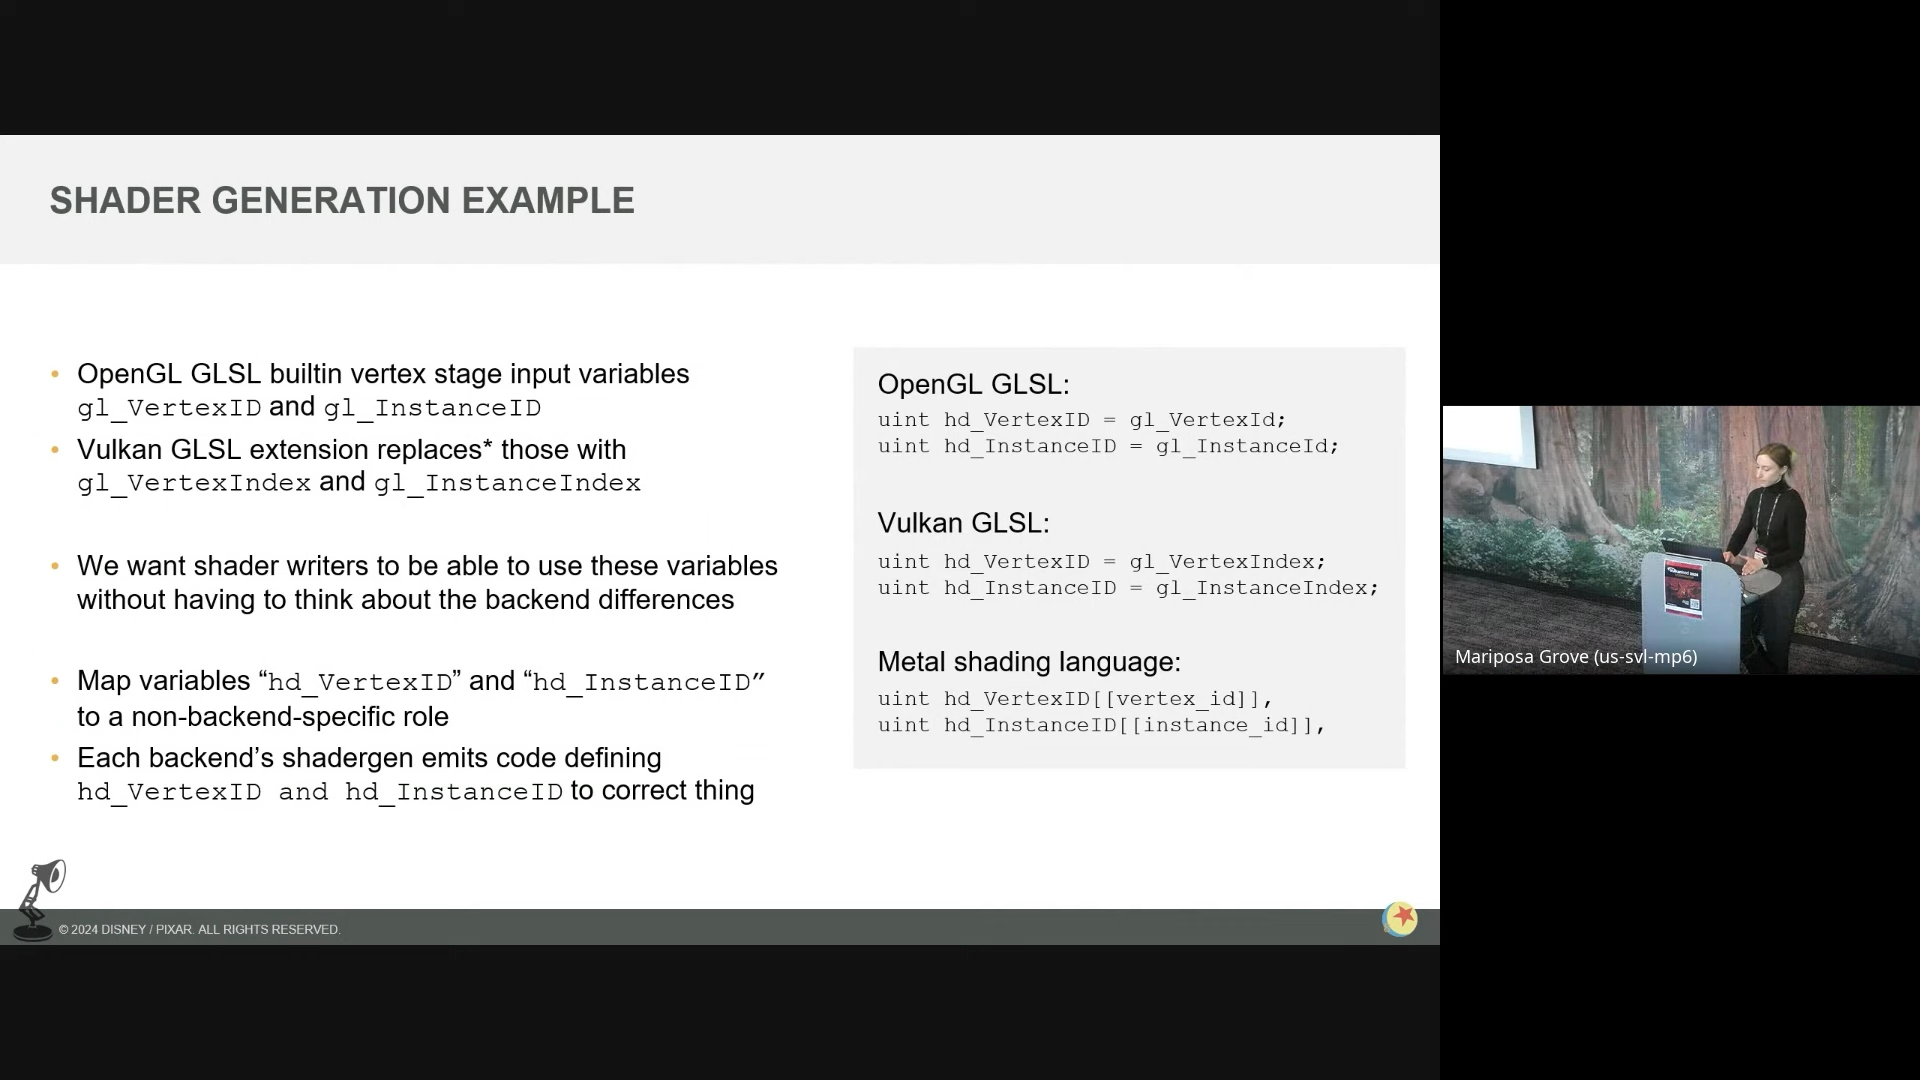 SHADER GENERATION EXAMPLE
• OpenGL GLSL builtin vertex stage input variables
gl_VertexID and gl_InstanceID
• Vulkan GLSL extension replaces* those with
gl_VertexIndex and gl_InstanceIndex
• We want shader writers to be able to use these variables
without having to think about the backend differences
• Map variables “hd_VertexID” and “hd_InstanceID”
to a non-backend-specific role
• Each backend’s shadergen emits code defining
hd_VertexID and hd_InstanceID to correct thing
OpenGL GLSL:
uint hd_VertexID = gl_VertexId;
uint hd_InstanceID = gl_InstanceId;
Vulkan GLSL:
uint hd_VertexID = gl_VertexIndex;
uint hd_InstanceID = gl_InstanceIndex;
Metal shading language:
uint hd_VertexID[[vertex_id]],
uint hd_InstanceID[[instance_id]],
© 2024 DISNEY / PIXAR. ALL RIGHTS RESERVED.
Mariposa Grove (us-svl-mp6)